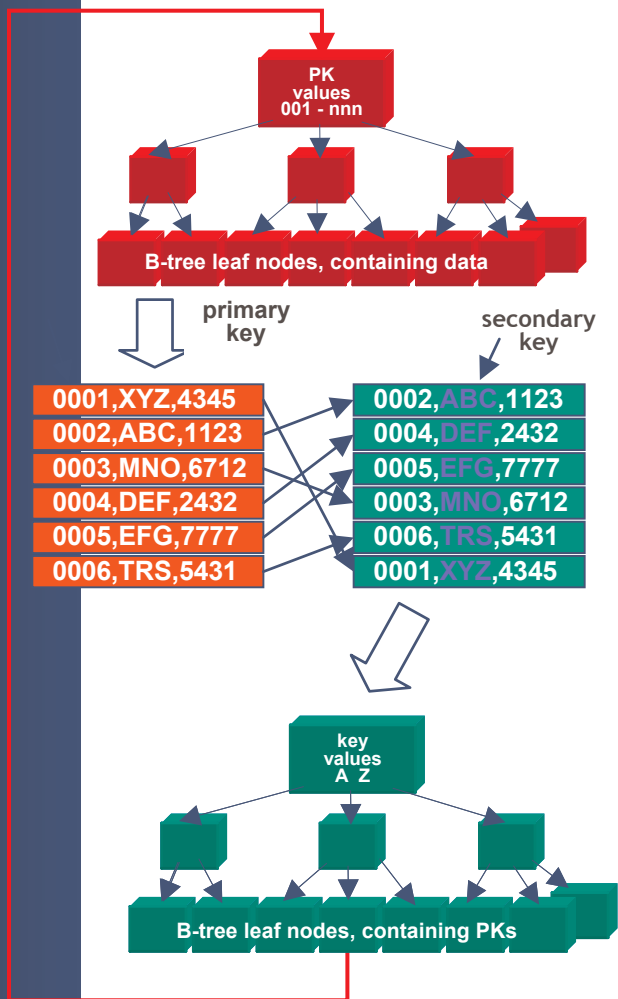 PK
values
001 - nnn
B-tree leaf nodes, containing data
primary
key
secondary
key
0001,XYZ,4345
0002,ABC,1123
0003,MNO,6712
0004,DEF,2432
0005,EFG,7777
0006,TRS,5431
0002,ABC,1123
0004,DEF,2432
0005,EFG,7777
0003,MNO,6712
0006,TRS,5431
0001,XYZ,4345
key
values
A Z
B-tree leaf nodes, containing PKs